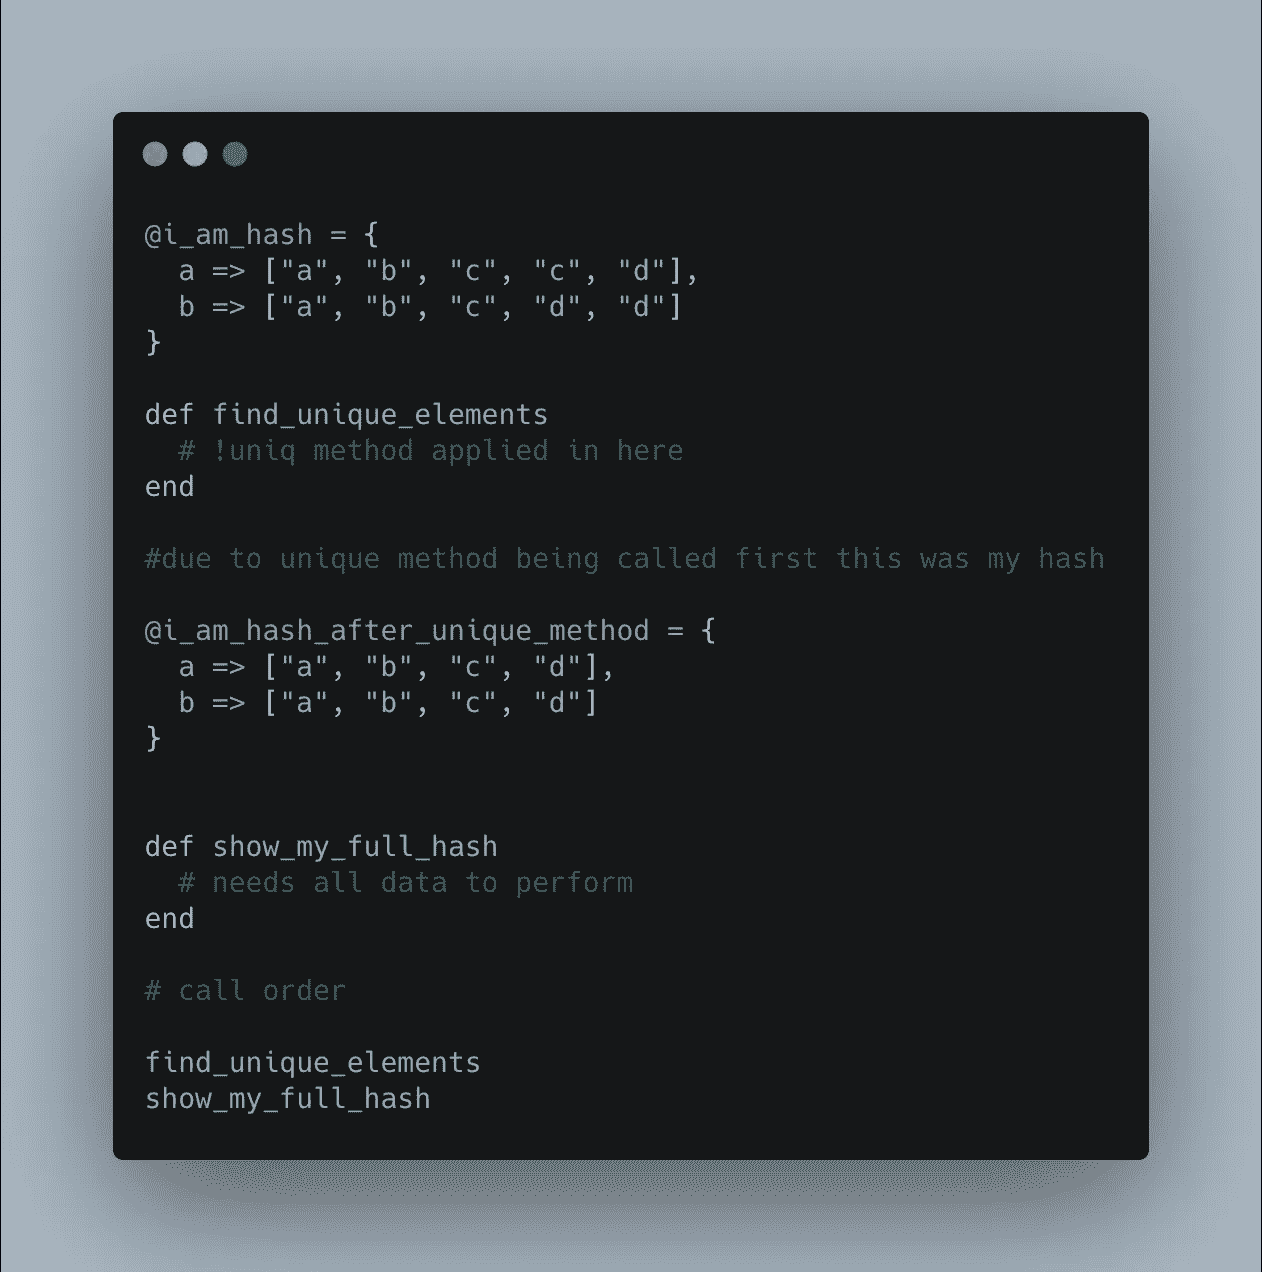 @i_am_hash = {
  a => ["a", "b", "c", "c", "d"],
  b => ["a", "b", "c", "d", "d"]
}
def find_unique_elements
  # !uniq method applied in here
end
#due to unique method being called first this was my hash
@i_am_hash_after_unique_method = {
  a => ["a", "b", "c", "d"],
  b => ["a", "b", "c", "d"]
}
def show_my_full_hash
  # needs all data to perform
end
# call order
find_unique_elements
show_my_full_hash